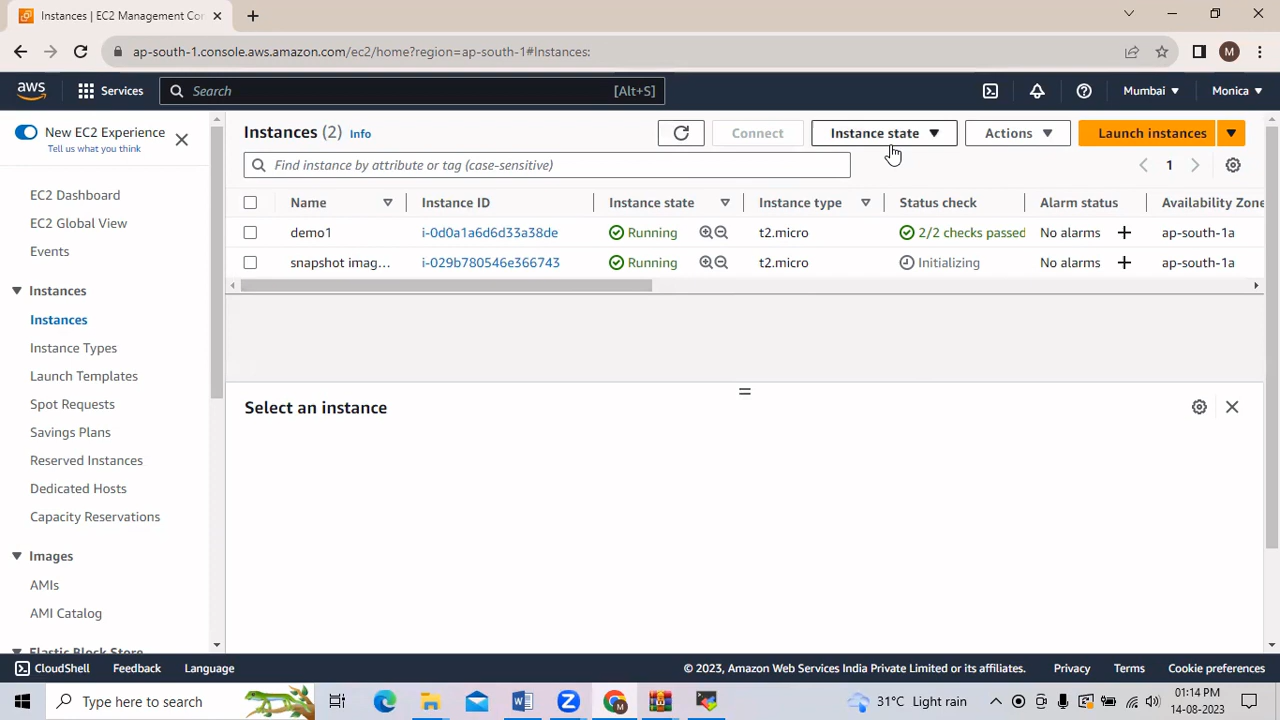 Instances | EC2 Management Con
ap-south-1.console.aws.amazon.com/ec2/home?region=ap-south-1#Instances:
M
aws
Services
Search
[Alt+S]
Mumbai
Monica
New EC2 Experience
Tell us what you think
EC2 Dashboard
EC2 Global View
Events
Instances
Instances
Instance Types
Launch Templates
Spot Requests
Savings Plans
Reserved Instances
Dedicated Hosts
Capacity Reservations
Images
AMIs
AMI Catalog
Elastic Block Store
Instances (2) Info
Connect
Instance state
Actions
Launch instances
Find instance by attribute or tag (case-sensitive)
1
Name Instance ID Instance state Instance type Status check Alarm status Availability Zone
demo1 i-0d0a1a6d6d33a38de Running t2.micro 2/2 checks passed No alarms + ap-south-1a
snapshot imag... i-029b780546e366743 Running t2.micro Initializing No alarms + ap-south-1a
Select an instance
CloudShell Feedback Language © 2023, Amazon Web Services India Private Limited or its affiliates. Privacy Terms Cookie preferences
Type here to search
31°C Light rain
01:14 PM
14-08-2023